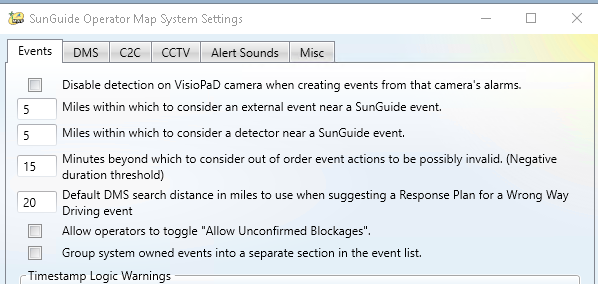 SunGuide Operator Map System Settings
Events DMS C2C CCTV Alert Sounds Misc
Disable detection on VisioPaD camera when creating events from that camera's alarms.
5 Miles within which to consider an external event near a SunGuide event.
5 Miles within which to consider a detector near a SunGuide event.
15 Minutes beyond which to consider out of order event actions to be possibly invalid. (Negative
duration threshold)
20 Default DMS search distance in miles to use when suggesting a Response Plan for a Wrong Way
Driving event
Allow operators to toggle "Allow Unconfirmed Blockages".
Group system owned events into a separate section in the event list.
Timestamp Logic Warnings